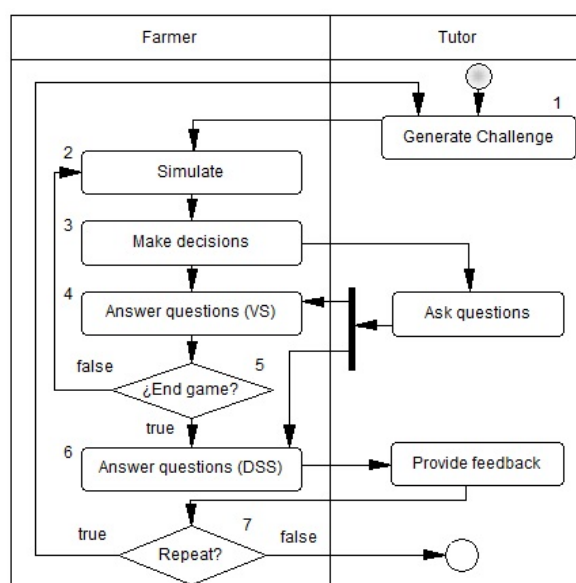 Farmer
Tutor
1
Generate Challenge
2
Simulate
3
Make decisions
4
Answer questions (VS)
Ask questions
false
5
¿End game?
true
6
Answer questions (DSS)
Provide feedback
7
true
Repeat?
false